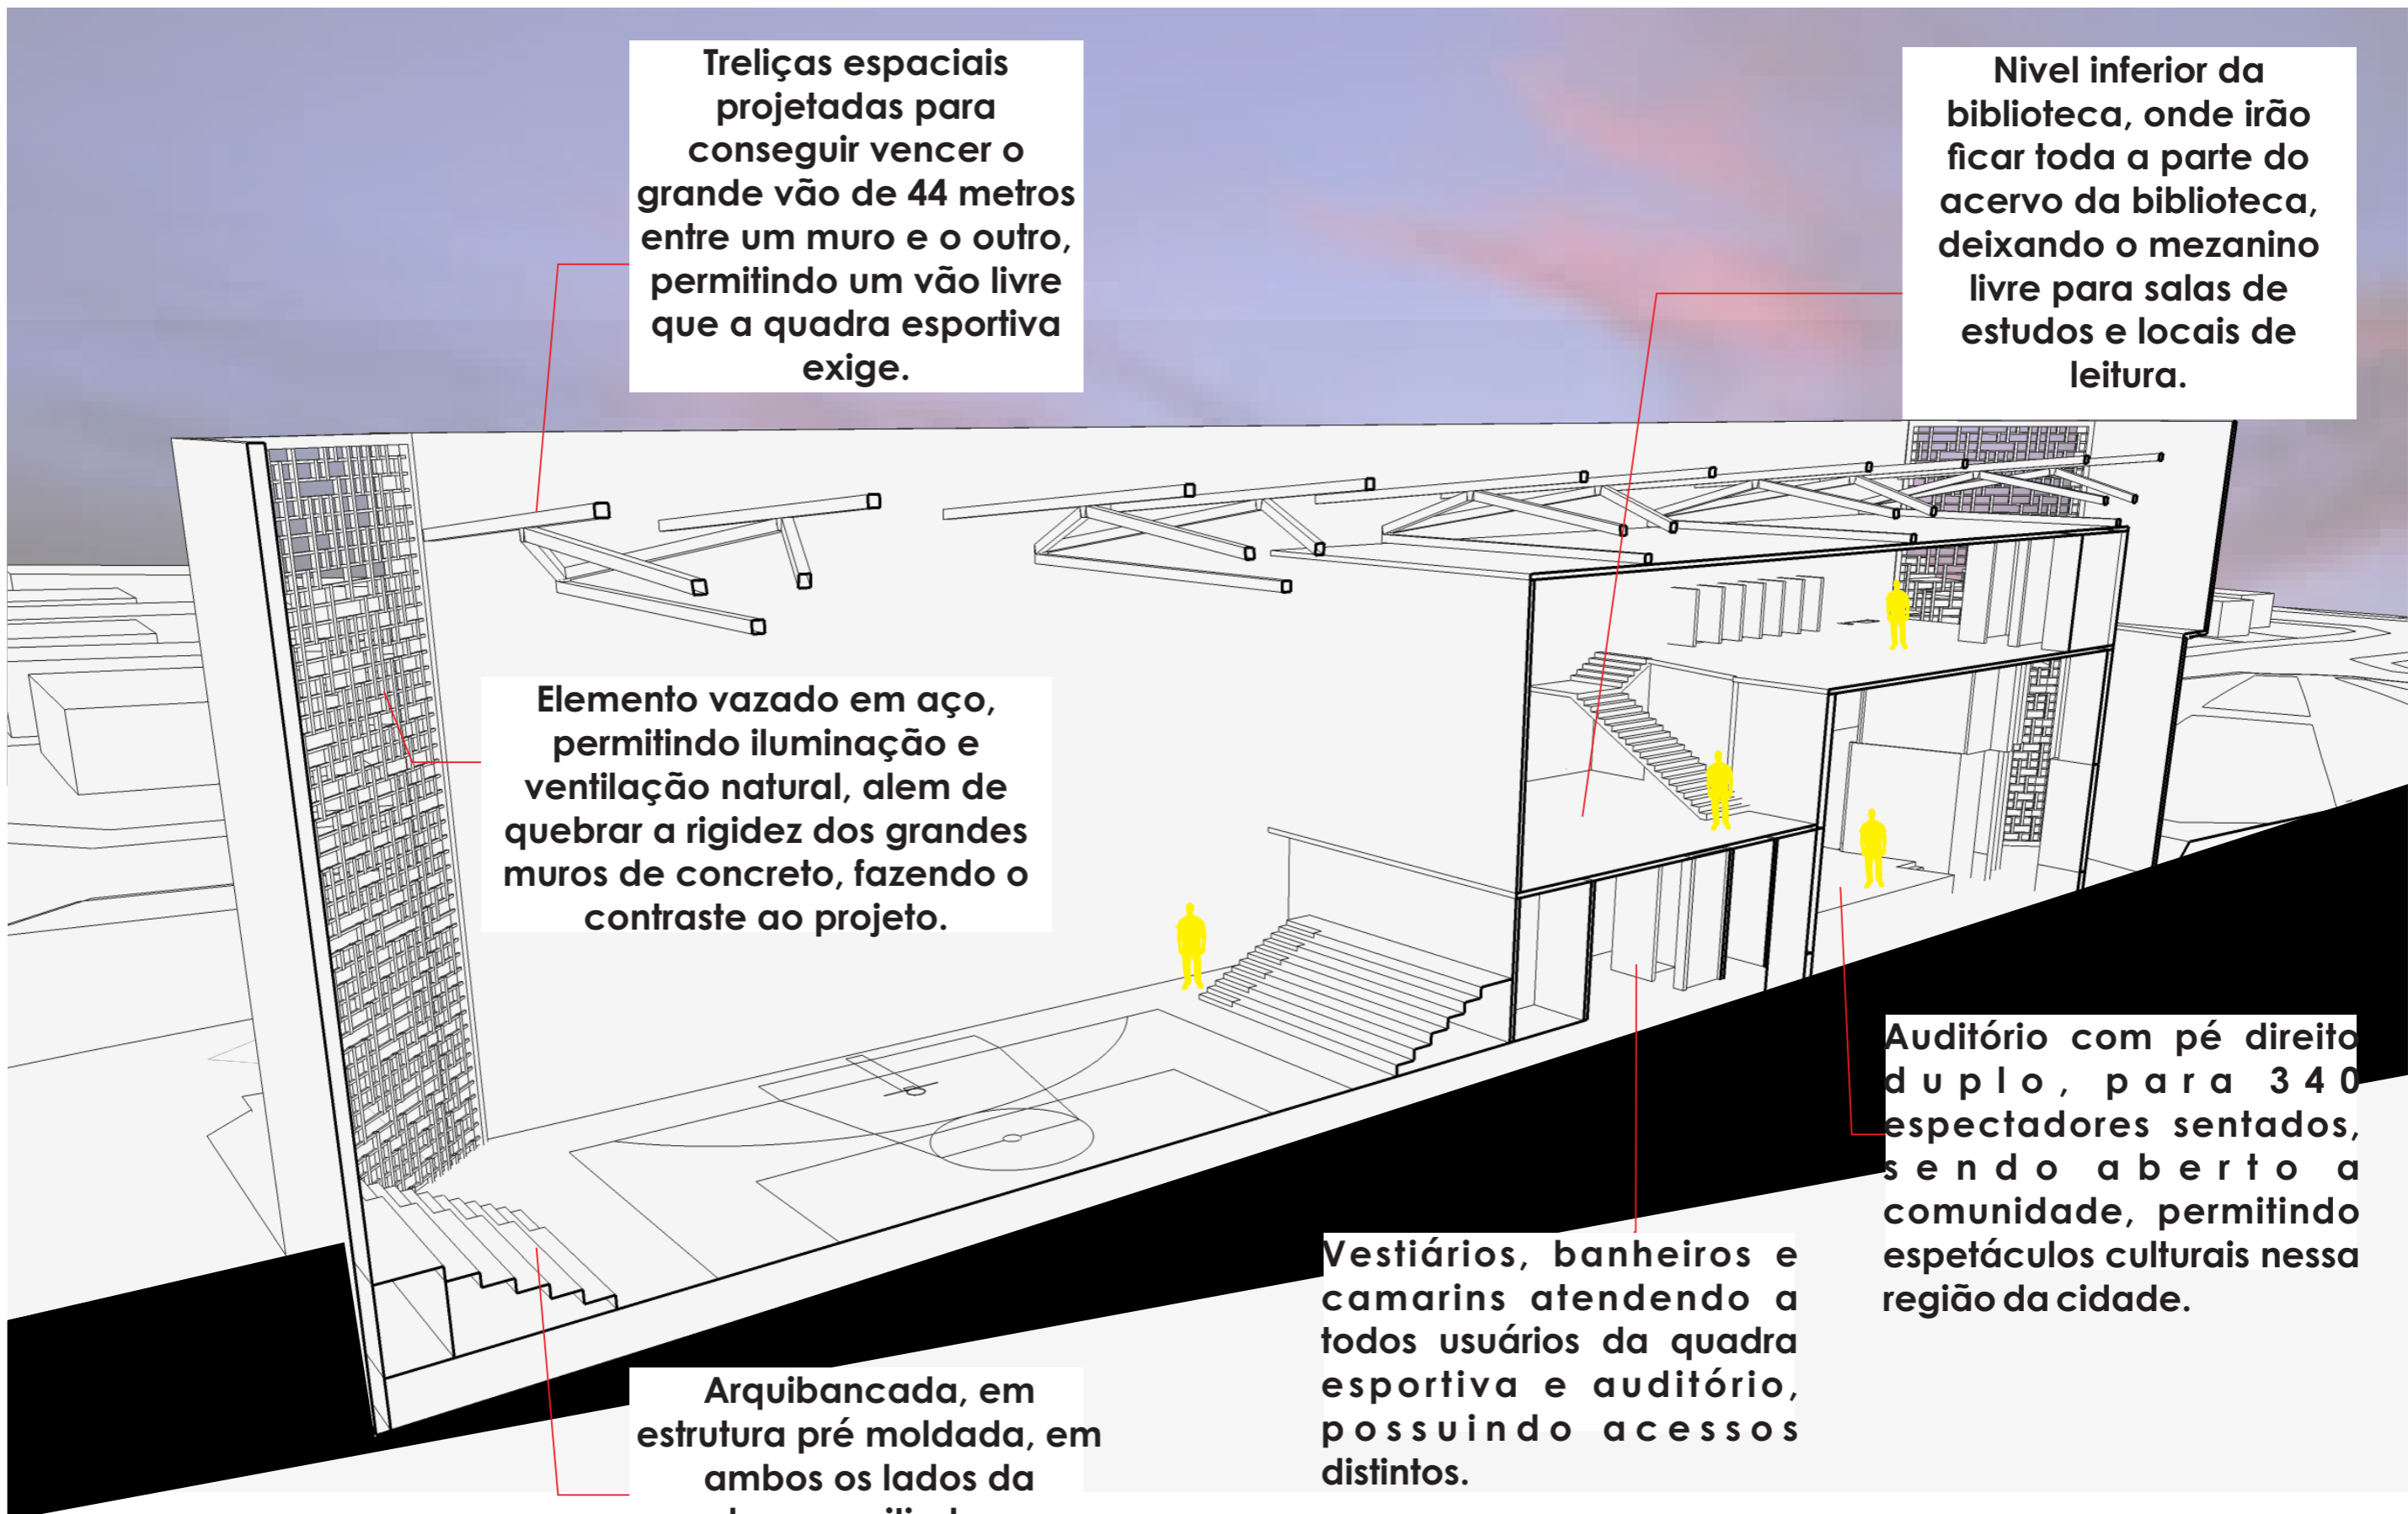 Treliças espaciais
projetadas para
conseguir vencer o
grande vão de 44 metros
entre um muro e o outro,
permitindo um vão livre
que a quadra esportiva
exige.
Nivel inferior da
biblioteca, onde irão
ficar toda a parte do
acervo da biblioteca,
deixando o mezanino
livre para salas de
estudos e locais de
leitura.
Elemento vazado em aço,
permitindo iluminação e
ventilação natural, alem de
quebrar a rigidez dos grandes
muros de concreto, fazendo o
contraste ao projeto.
Auditório com pé direito
duplo, para 340
espectadores sentados,
sendo aberto a
comunidade, permitindo
espetáculos culturais nessa
região da cidade.
Vestiários, banheiros e
camarins atendendo a
todos usuários da quadra
esportiva e auditório,
possuindo acessos
distintos.
Arquibancada, em
estrutura pré moldada, em
ambos os lados da